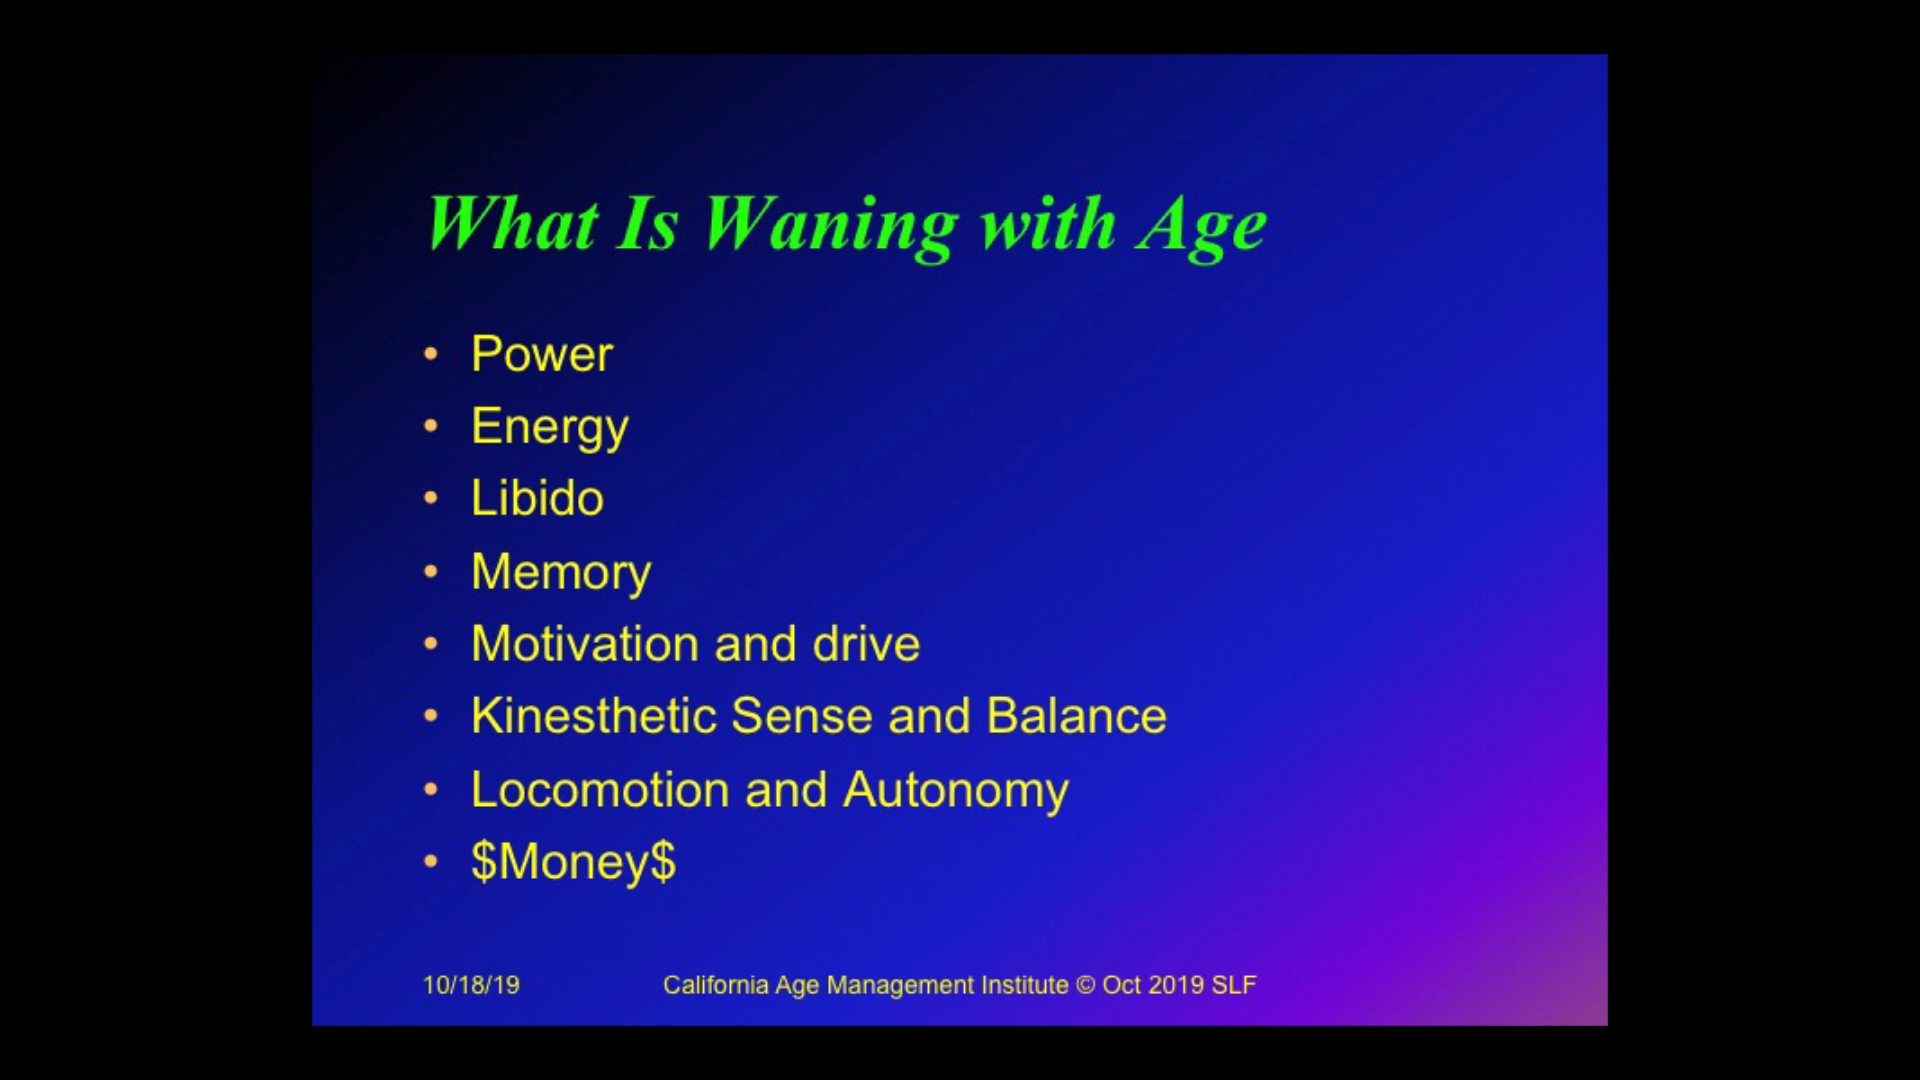 What Is Waning with Age
• Power
• Energy
• Libido
• Memory
• Motivation and drive
• Kinesthetic Sense and Balance
• Locomotion and Autonomy
• $Money$
10/18/19 California Age Management Institute © Oct 2019 SLF